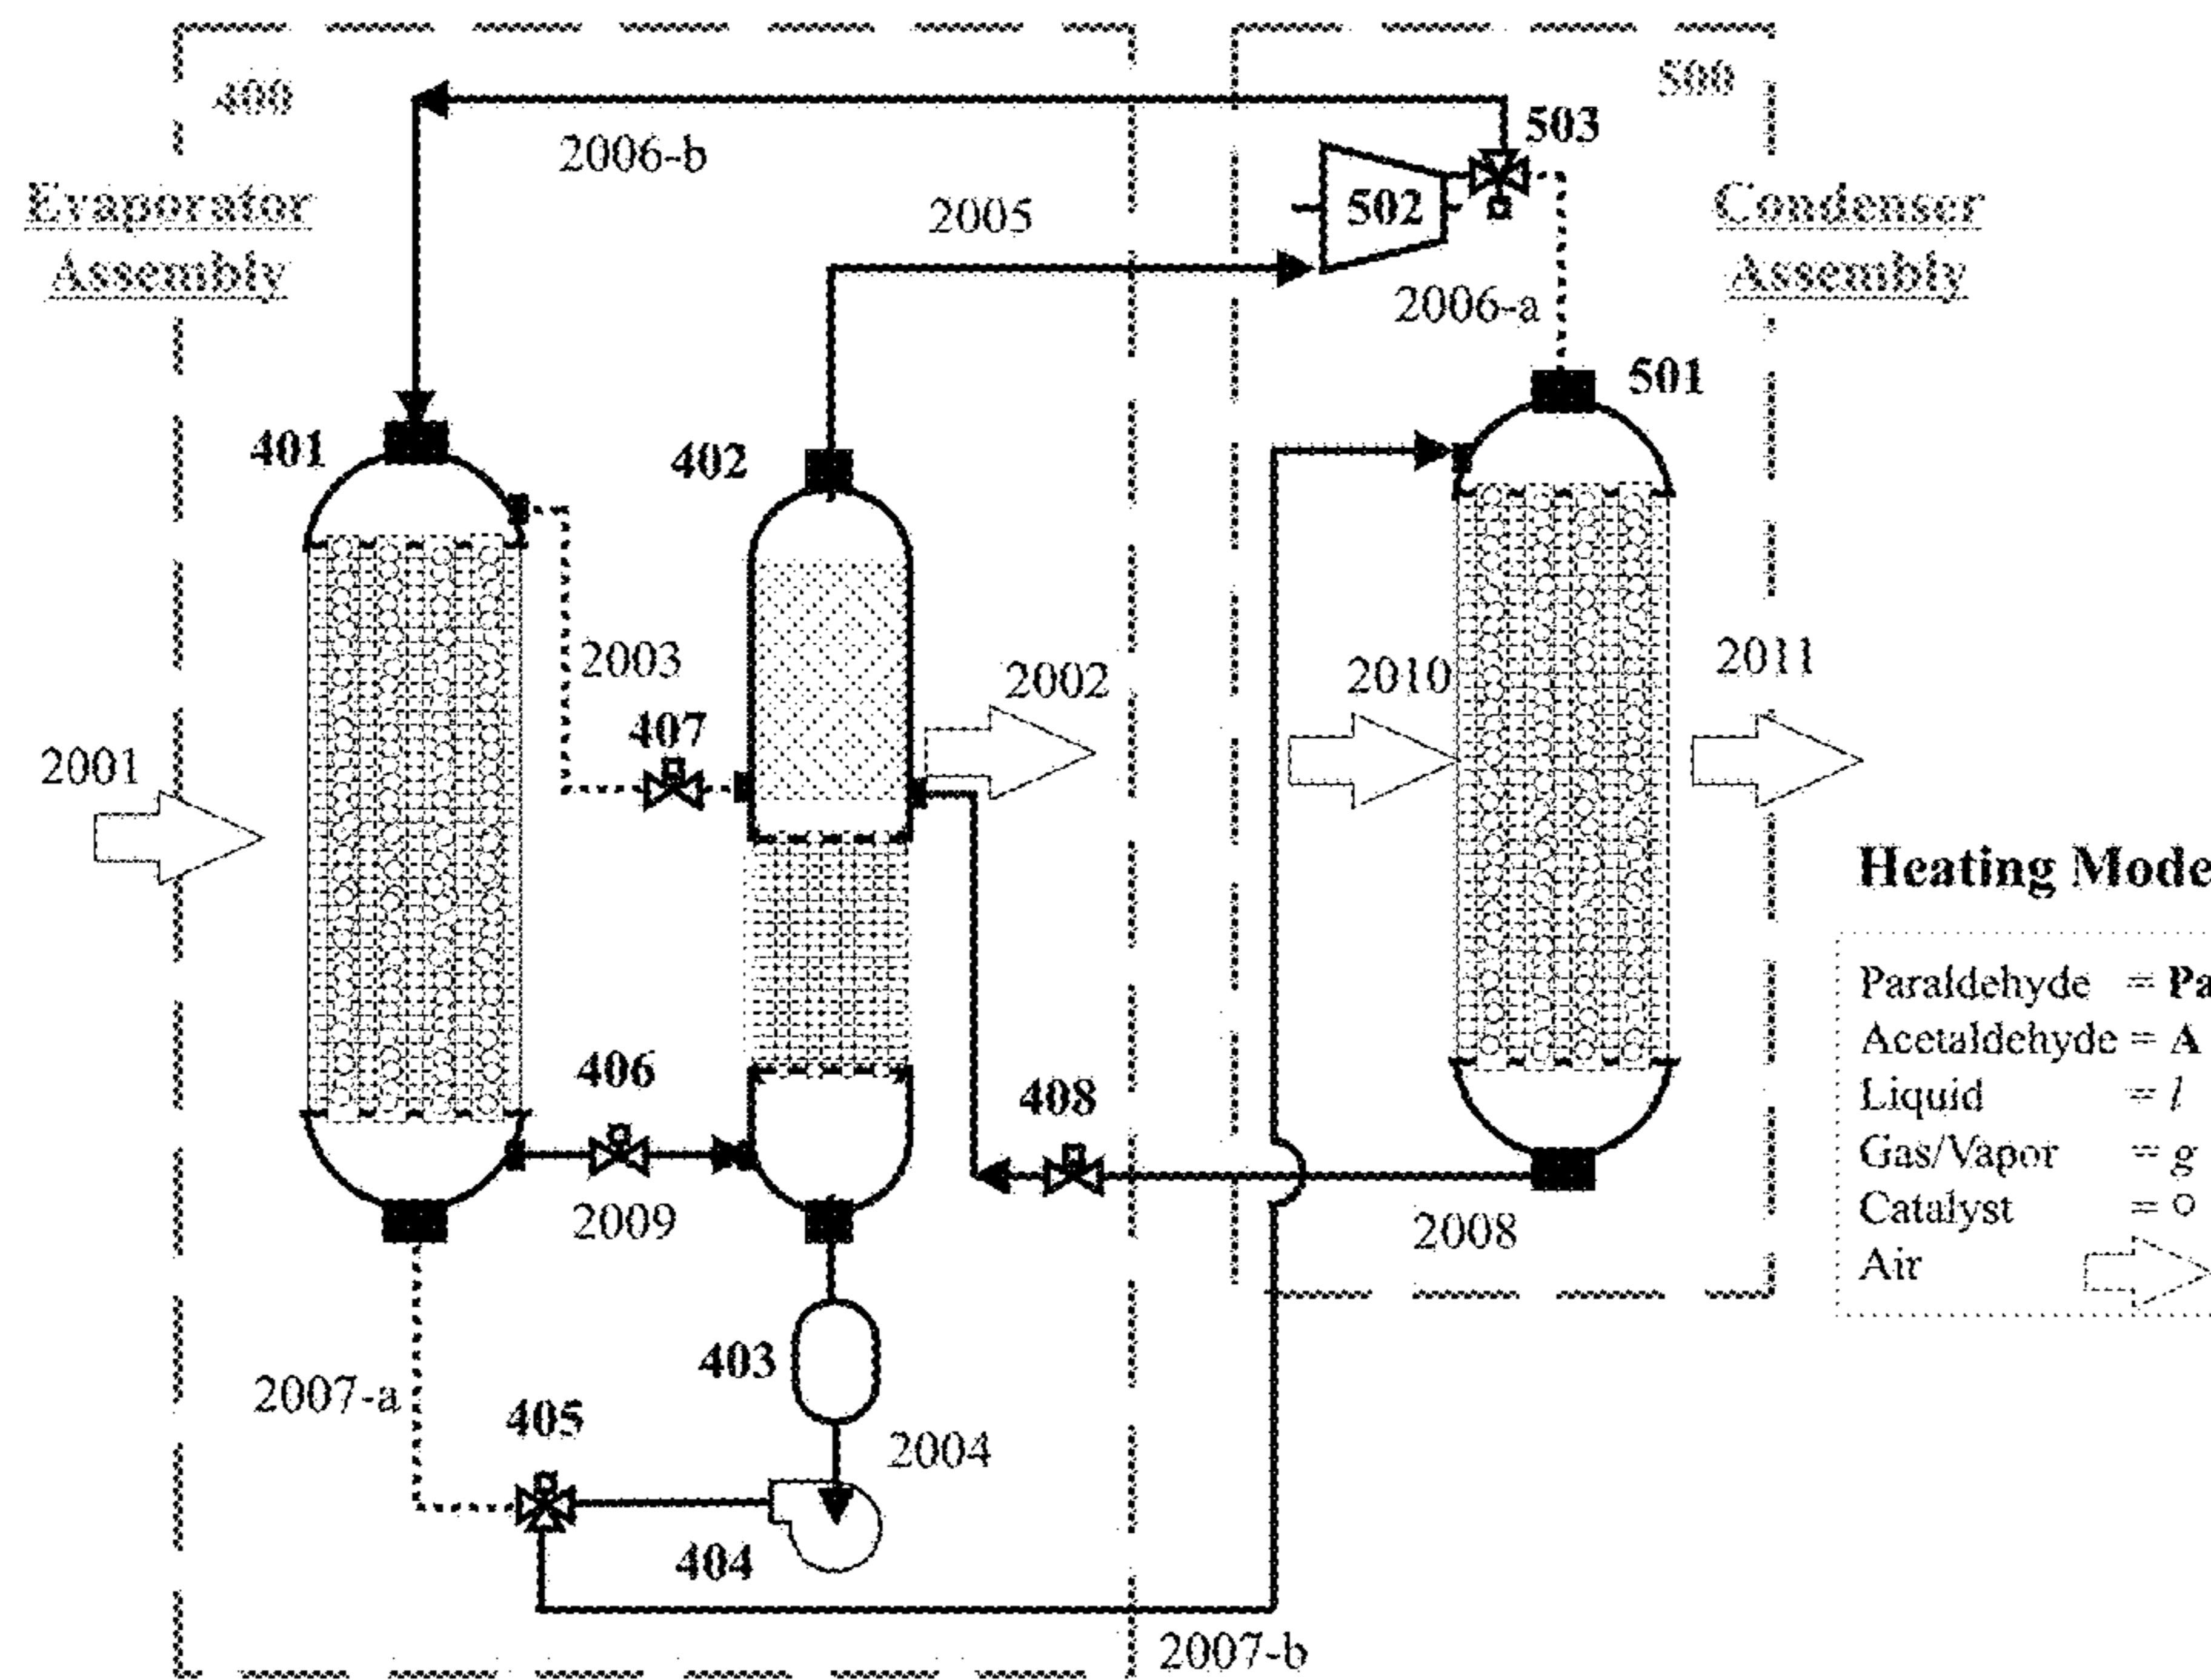 400
500
2006-b
503
Evaporator
Assembly
502
Condenser
Assembly
2005
2006-a
401
402
501
2003
2002
2010
2011
407
2001
Heating Mode
Paraldehyde = Pa
Acetaldehyde = A
Liquid = l
Gas/Vapor = g
Catalyst = ○
Air
406
408
2009
2008
403
2007-a
405
2004
404
2007-b